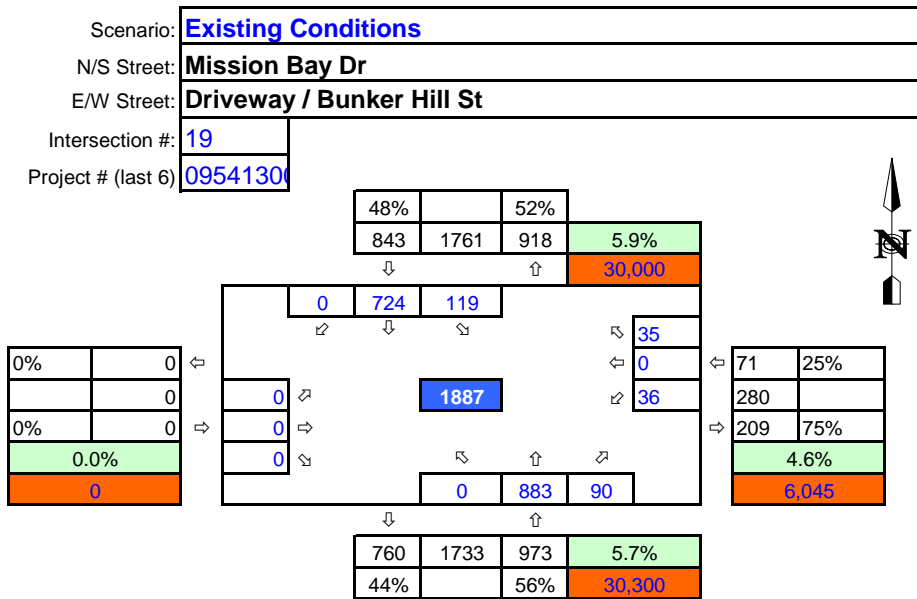 Scenario: Existing Conditions
N/S Street: Mission Bay Dr
E/W Street: Driveway / Bunker Hill St
Intersection #: 19
Project # (last 6) 09541300
N
48% 52%
843 1761 918 5.9%
⇩ ⇧ 30,000
0 724 119
⬃ ⇩ ⬂
⬁ 35
0% 0 ⇦ ⇦ 0 ⇦ 71 25%
0 0 ⬀ 1887 ⬃ 36 280
0% 0 ⇨ 0 ⇨ ⇨ 209 75%
0.0% 0 ⬂ ⬁ ⇧ ⬀ 4.6%
0 0 883 90 6,045
⇩ ⇧
760 1733 973 5.7%
44% 56% 30,300